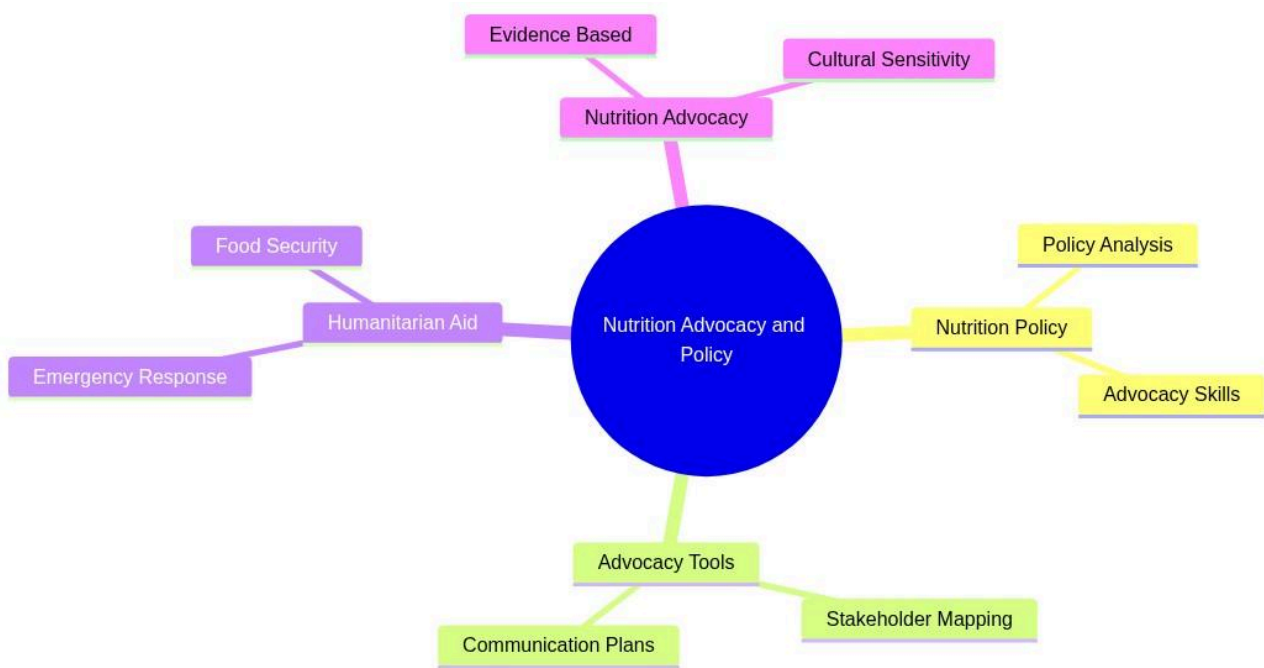 Evidence Based
Cultural Sensitivity
Nutrition Advocacy
Food Security
Policy Analysis
Humanitarian Aid
Nutrition Advocacy and
Policy
Nutrition Policy
Emergency Response
Advocacy Skills
Advocacy Tools
Stakeholder Mapping
Communication Plans